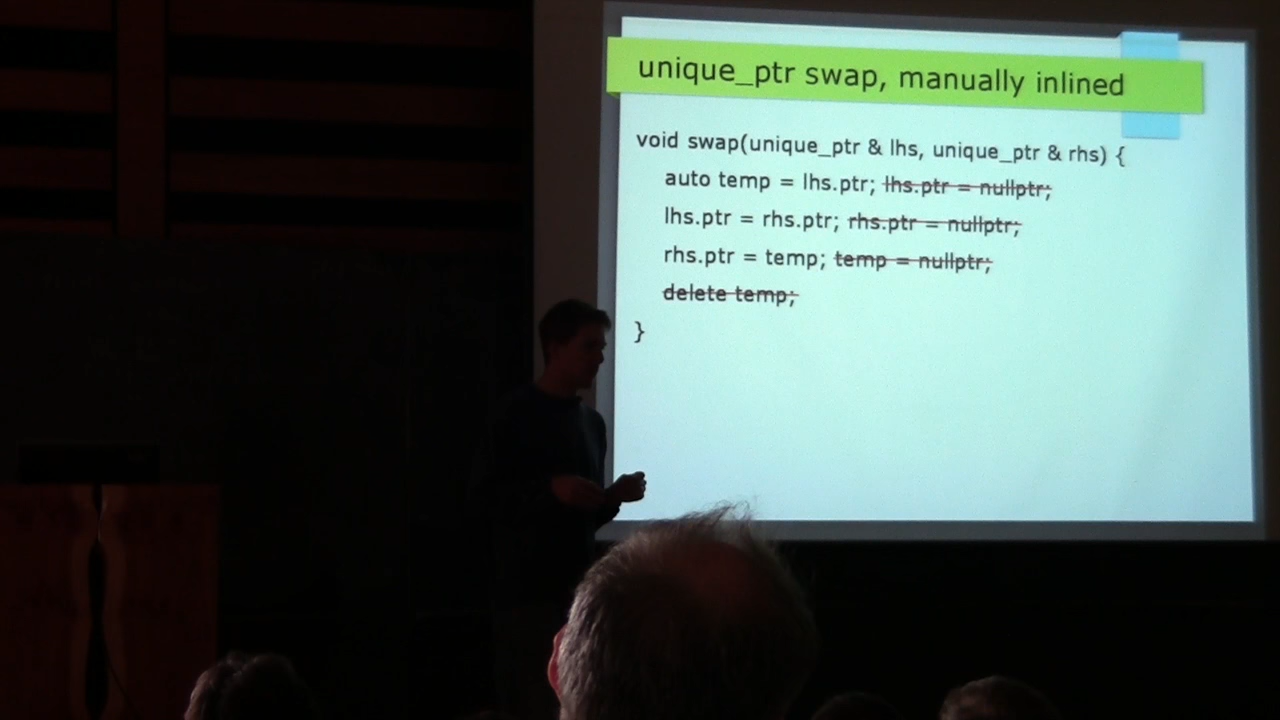 unique_ptr swap, manually inlined
void swap(unique_ptr & lhs, unique_ptr & rhs) {
auto temp = lhs.ptr; lhs.ptr = nullptr;
lhs.ptr = rhs.ptr; rhs.ptr = nullptr;
rhs.ptr = temp; temp = nullptr;
delete temp;
}